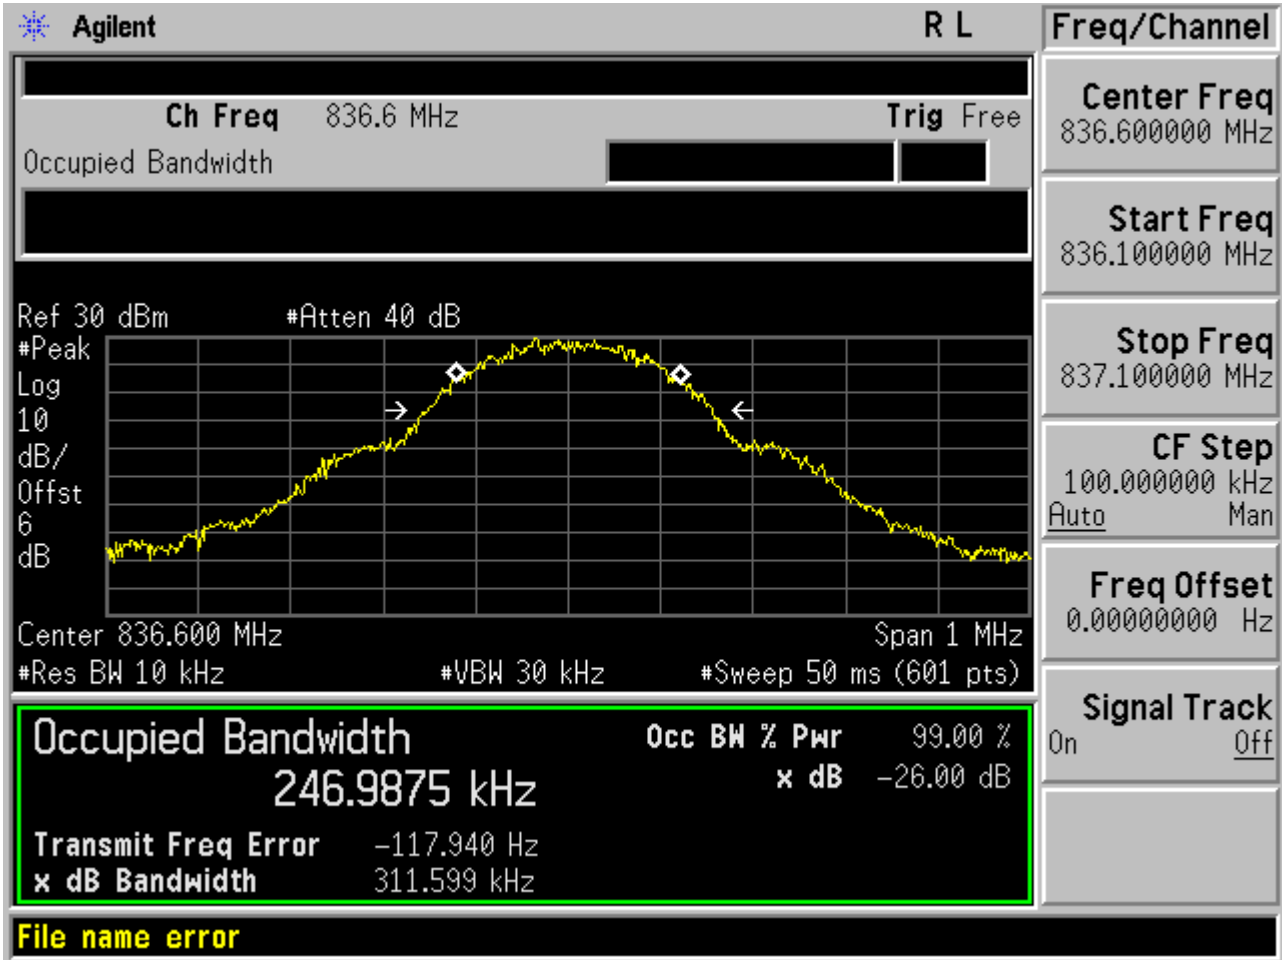 Agilent R L Freq/Channel
Ch Freq 836.6 MHz Trig Free
Occupied Bandwidth
Center Freq
836.600000 MHz
Start Freq
836.100000 MHz
Ref 30 dBm #Atten 40 dB
#Peak
Log
10
dB/
Offst
6
dB
Stop Freq
837.100000 MHz
CF Step
100.000000 kHz
Auto Man
Freq Offset
0.00000000 Hz
Center 836.600 MHz Span 1 MHz
#Res BW 10 kHz #VBW 30 kHz #Sweep 50 ms (601 pts)
Signal Track
On Off
Occupied Bandwidth
246.9875 kHz
Occ BW % Pwr 99.00 %
x dB -26.00 dB
Transmit Freq Error -117.940 Hz
x dB Bandwidth 311.599 kHz
File name error